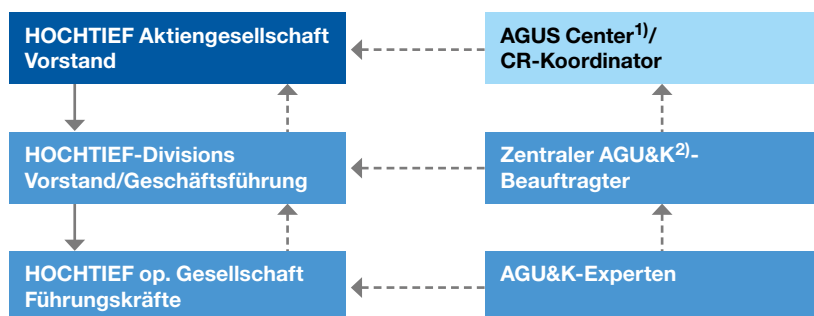 HOCHTIEF Aktiengesellschaft
Vorstand
AGUS Center1)/
CR-Koordinator
HOCHTIEF-Divisions
Vorstand/Geschäftsführung
Zentraler AGU&K2)-
Beauftragter
HOCHTIEF op. Gesellschaft
Führungskräfte
AGU&K-Experten